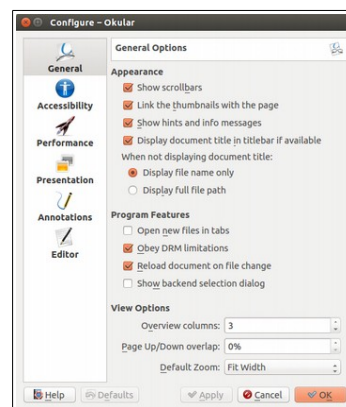 Configure – Okular
General
Accessibility
Performance
Presentation
Annotations
Editor
General Options
Appearance
Show scrollbars
Link the thumbnails with the page
Show hints and info messages
Display document title in titlebar if available
When not displaying document title:
Display file name only
Display full file path
Program Features
Open new files in tabs
Obey DRM limitations
Reload document on file change
Show backend selection dialog
View Options
Overview columns: 3
Page Up/Down overlap: 0%
Default Zoom: Fit Width
Help Defaults Apply Cancel OK